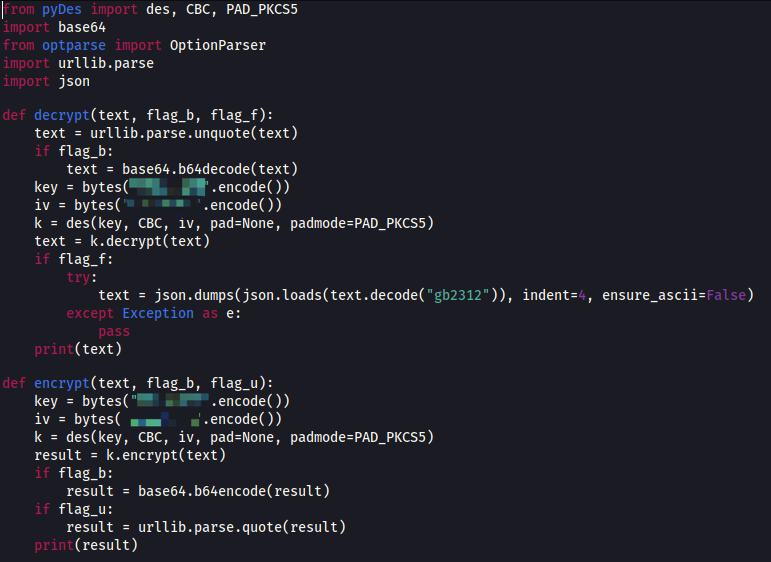 from pyDes import des, CBC, PAD_PKCS5
import base64
from optparse import OptionParser
import urllib.parse
import json

def decrypt(text, flag_b, flag_f):
    text = urllib.parse.unquote(text)
    if flag_b:
        text = base64.b64decode(text)
    key = bytes(".encode())
    iv = bytes('.encode())
    k = des(key, CBC, iv, pad=None, padmode=PAD_PKCS5)
    text = k.decrypt(text)
    if flag_f:
        try:
            text = json.dumps(json.loads(text.decode("gb2312")), indent=4, ensure_ascii=False)
        except Exception as e:
            pass
    print(text)

def encrypt(text, flag_b, flag_u):
    key = bytes(".encode())
    iv = bytes('.encode())
    k = des(key, CBC, iv, pad=None, padmode=PAD_PKCS5)
    result = k.encrypt(text)
    if flag_b:
        result = base64.b64encode(result)
    if flag_u:
        result = urllib.parse.quote(result)
    print(result)